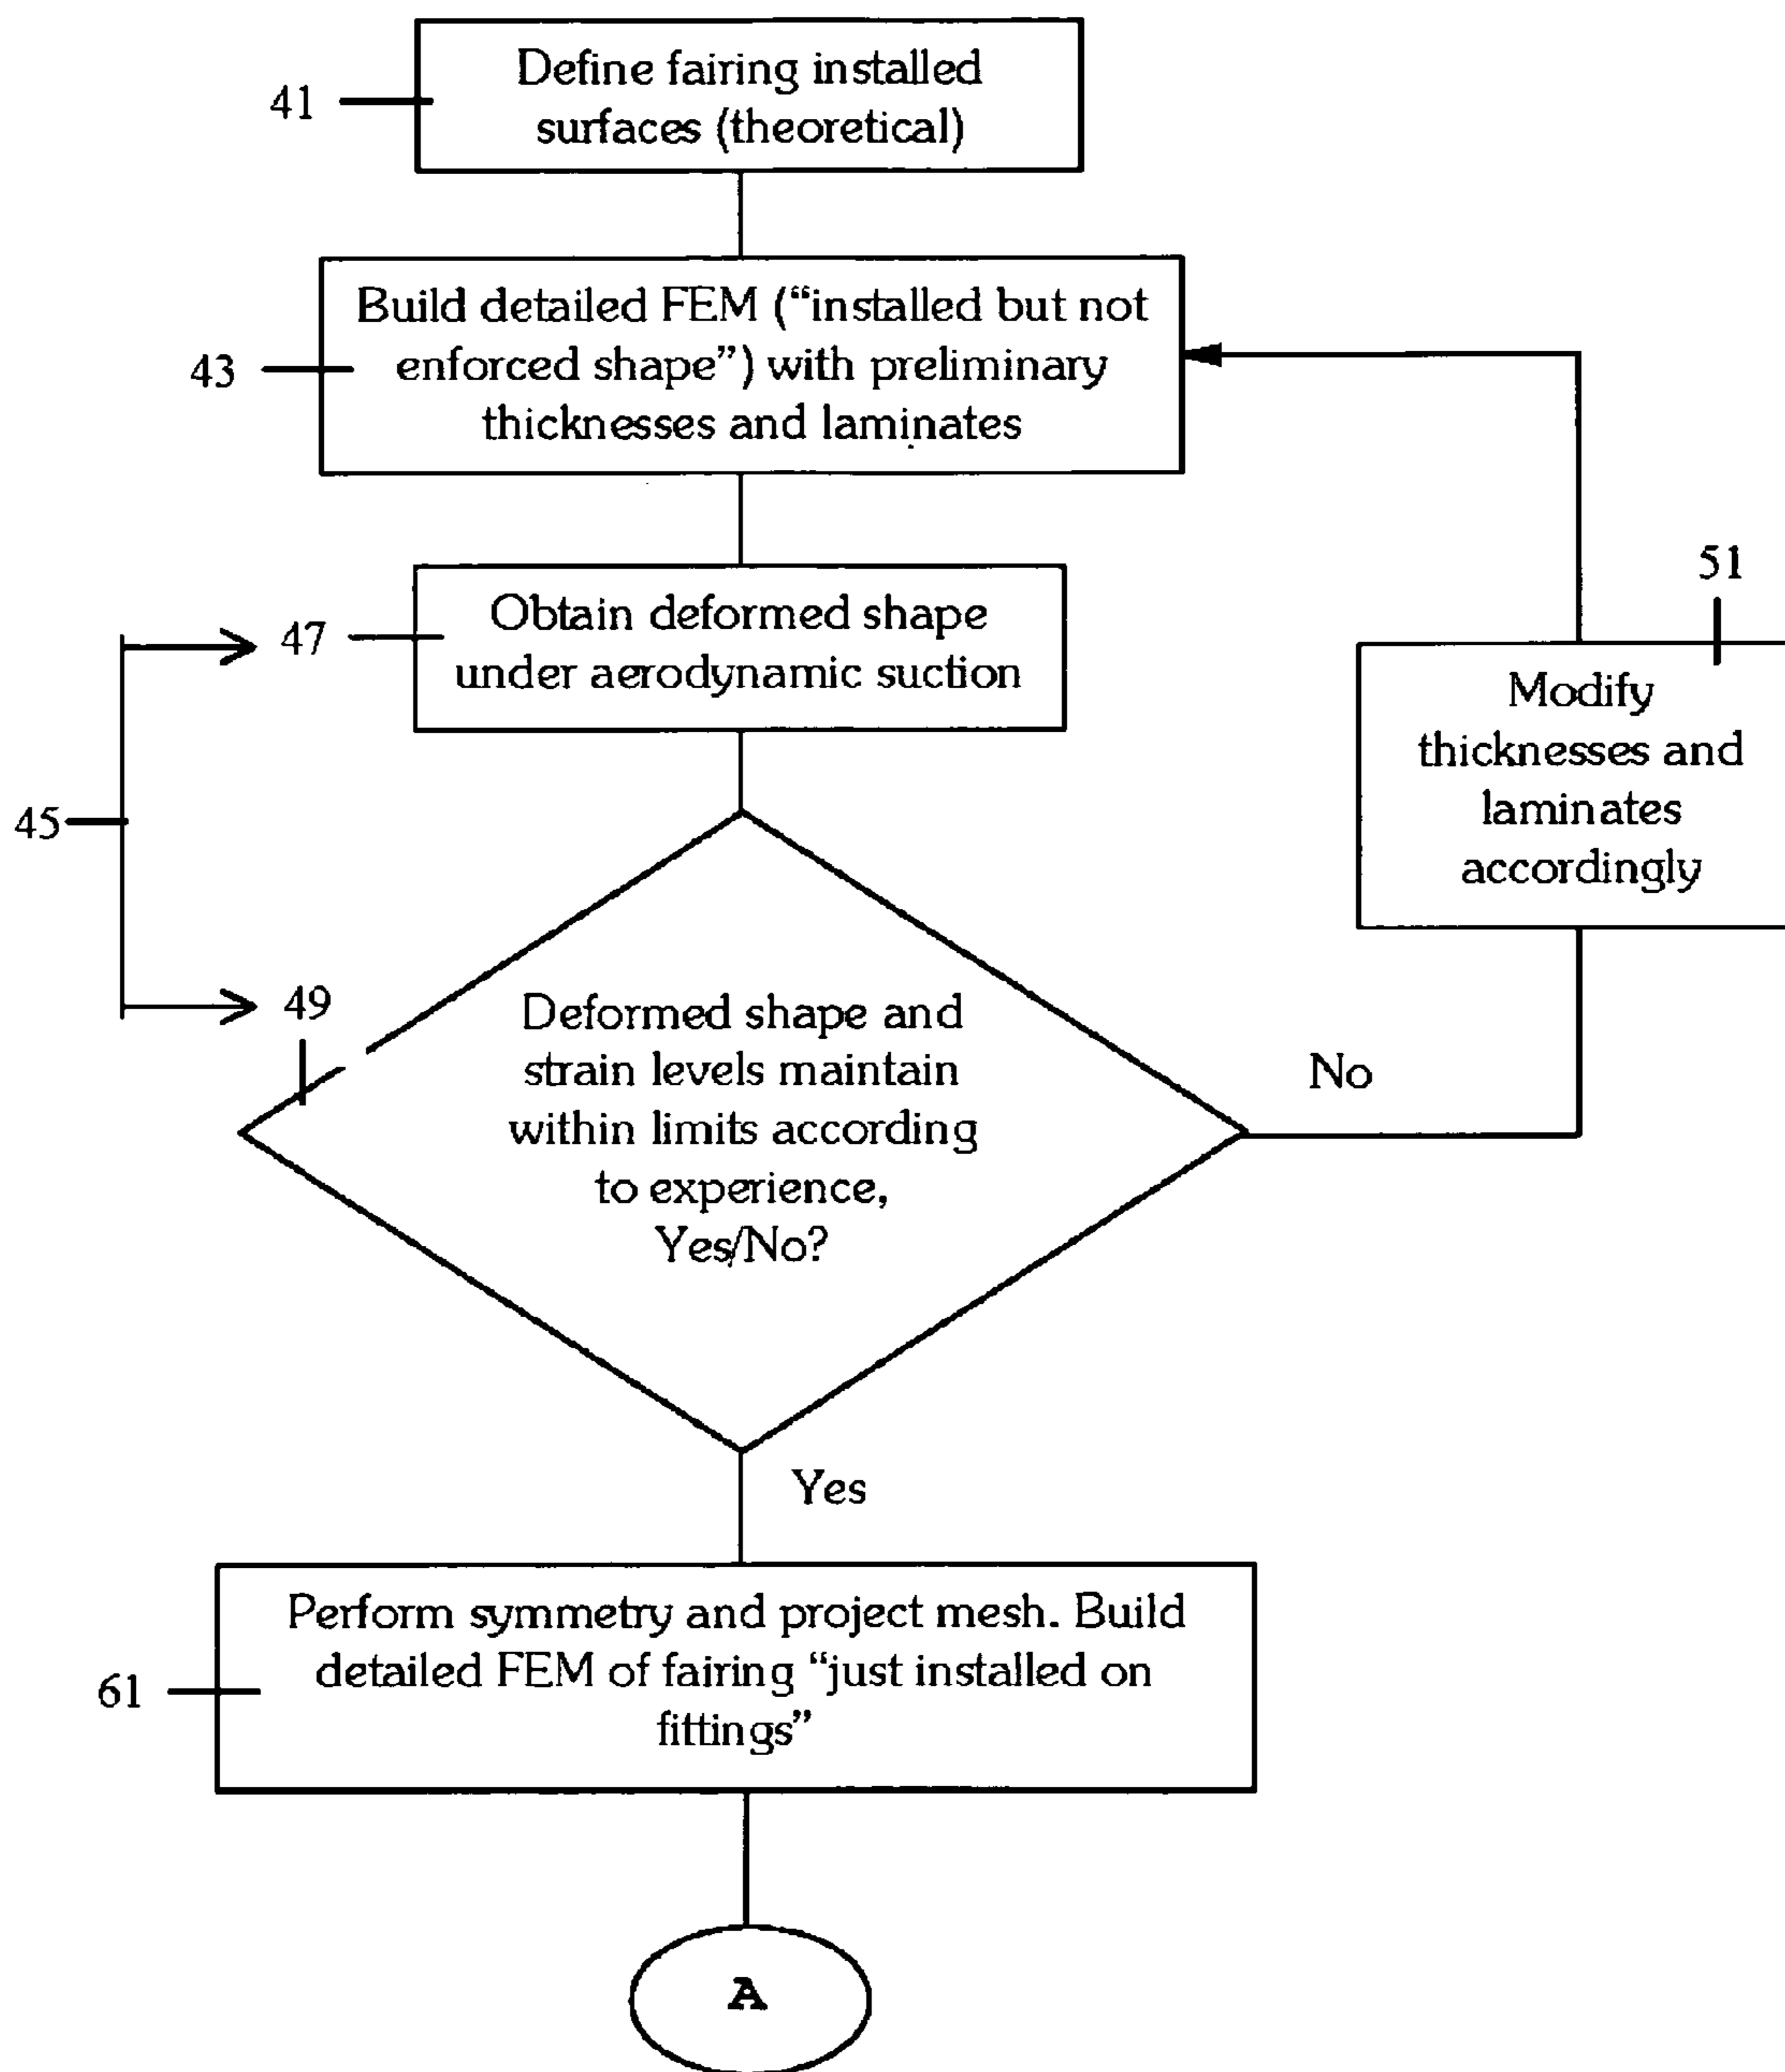 41
Define fairing installed
surfaces (theoretical)
43
Build detailed FEM (“installed but not
enforced shape”) with preliminary
thicknesses and laminates
51
Modify
thicknesses and
laminates
accordingly
45
47
Obtain deformed shape
under aerodynamic suction
49
Deformed shape and
strain levels maintain
within limits according
to experience,
Yes/No?
No
Yes
61
Perform symmetry and project mesh. Build
detailed FEM of fairing “just installed on
fittings”
A